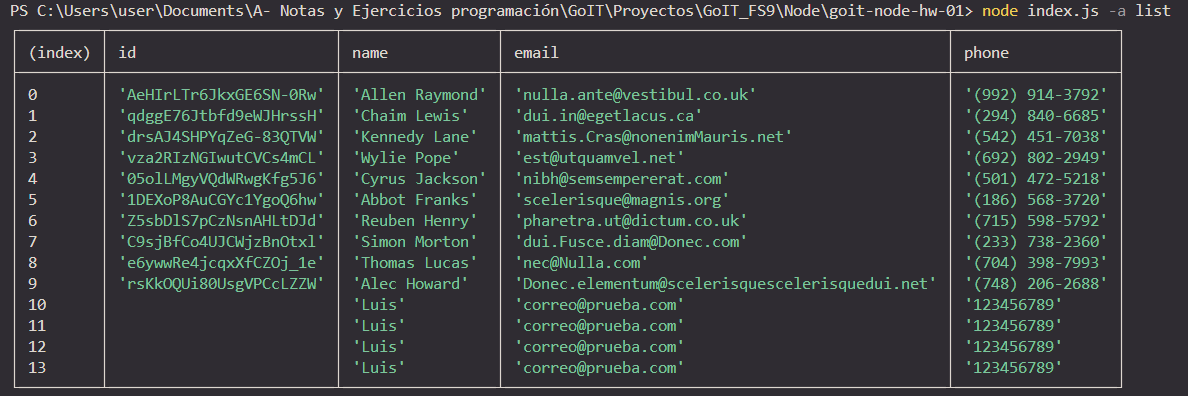 PS C:\Users\user\Documents\A- Notas y Ejercicios programación\GoIT\Proyectos\GoIT_FS9\Node\goit-node-hw-01> node index.js -a list
(index) id name email phone
0 'AeHIrLTr6JkxGE6SN-0Rw' 'Allen Raymond' 'nulla.ante@vestibul.co.uk' '(992) 914-3792'
1 'qdggE76Jtbfd9eWJHrssH' 'Chaim Lewis' 'dui.in@egetlacus.ca' '(294) 840-6685'
2 'drsAJ4SHPYqZeG-83QTVW' 'Kennedy Lane' 'mattis.Cras@nonenimMauris.net' '(542) 451-7038'
3 'vza2RIzNGIwutCVCs4mCL' 'Wylie Pope' 'est@utquamvel.net' '(692) 802-2949'
4 '05olLMgyVQdWRwgKfg5J6' 'Cyrus Jackson' 'nibh@semsempererat.com' '(501) 472-5218'
5 '1DEXoP8AuCGYc1YgoQ6hw' 'Abbot Franks' 'scelerisque@magnis.org' '(186) 568-3720'
6 'Z5sbDlS7pCzNsnAHLtDJd' 'Reuben Henry' 'pharetra.ut@dictum.co.uk' '(715) 598-5792'
7 'C9sjBfCo4UJCWjzBnOtxl' 'Simon Morton' 'dui.Fusce.diam@Donec.com' '(233) 738-2360'
8 'e6ywwRe4jcqxXfCZOj_1e' 'Thomas Lucas' 'nec@Nulla.com' '(704) 398-7993'
9 'rsKkOQUi80UsgVPCcLZZW' 'Alec Howard' 'Donec.elementum@scelerisquescelerisquedui.net' '(748) 206-2688'
10 'Luis' 'correo@prueba.com' '123456789'
11 'Luis' 'correo@prueba.com' '123456789'
12 'Luis' 'correo@prueba.com' '123456789'
13 'Luis' 'correo@prueba.com' '123456789'